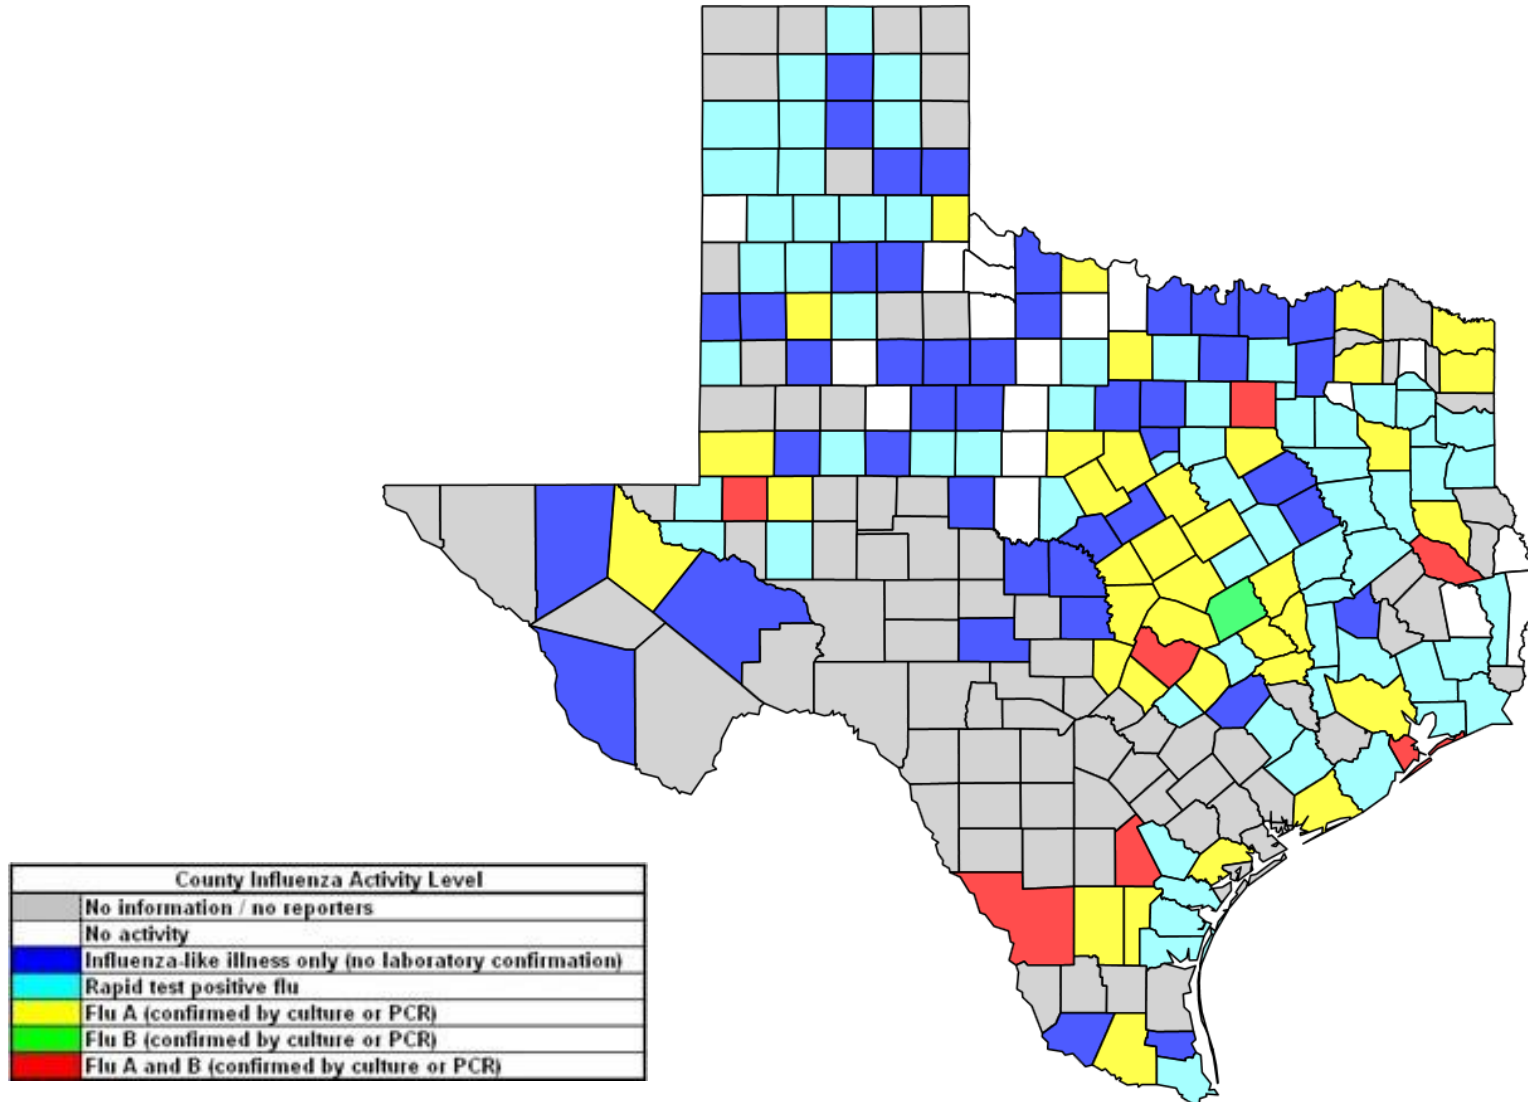 County Influenza Activity Level
No information / no reporters
No activity
Influenza-like illness only (no laboratory confirmation)
Rapid test positive flu
Flu A (confirmed by culture or PCR)
Flu B (confirmed by culture or PCR)
Flu A and B (confirmed by culture or PCR)